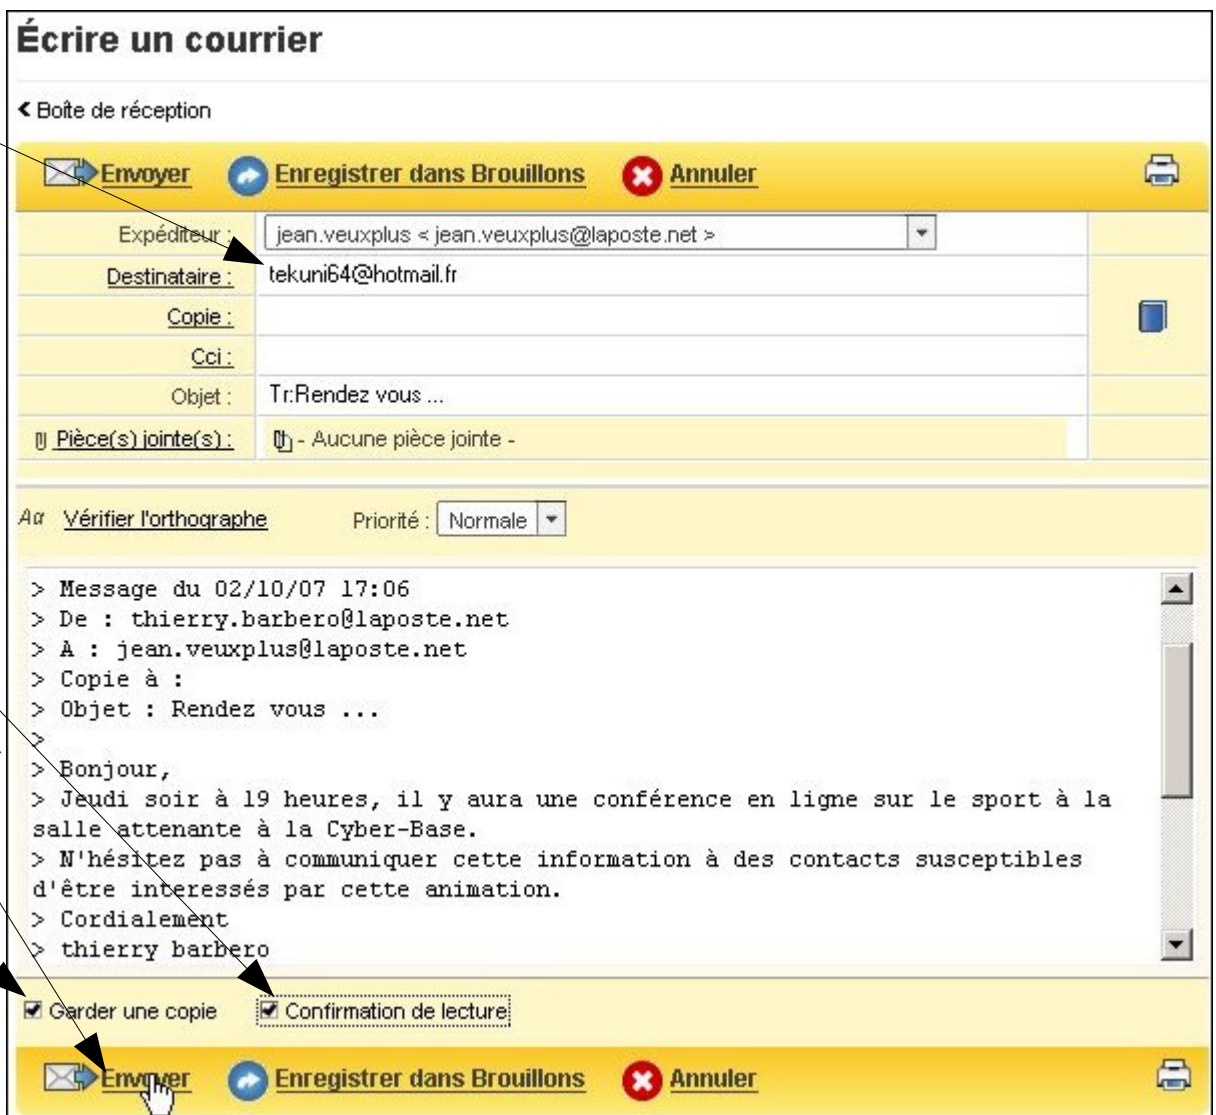 Écrire un courrier
Boîte de réception
Envoyer Enregistrer dans Brouillons Annuler
Expéditeur : jean.veuxplus < jean.veuxplus@laposte.net >
Destinataire : tekuni64@hotmail.fr
Copie :
Cci :
Objet : Tr:Rendez vous ...
Pièce(s) jointe(s) : - Aucune pièce jointe -
Aα Vérifier l'orthographe Priorité : Normale
> Message du 02/10/07 17:06
> De : thierry.barbero@laposte.net
> A : jean.veuxplus@laposte.net
> Copie à :
> Objet : Rendez vous ...
>
> Bonjour,
> Jeudi soir à 19 heures, il y aura une conférence en ligne sur le sport à la
salle attenante à la Cyber-Base.
> N'hésitez pas à communiquer cette information à des contacts susceptibles
d'être interessés par cette animation.
> Cordialement
> thierry barbero
Garder une copie Confirmation de lecture
Envoyer Enregistrer dans Brouillons Annuler